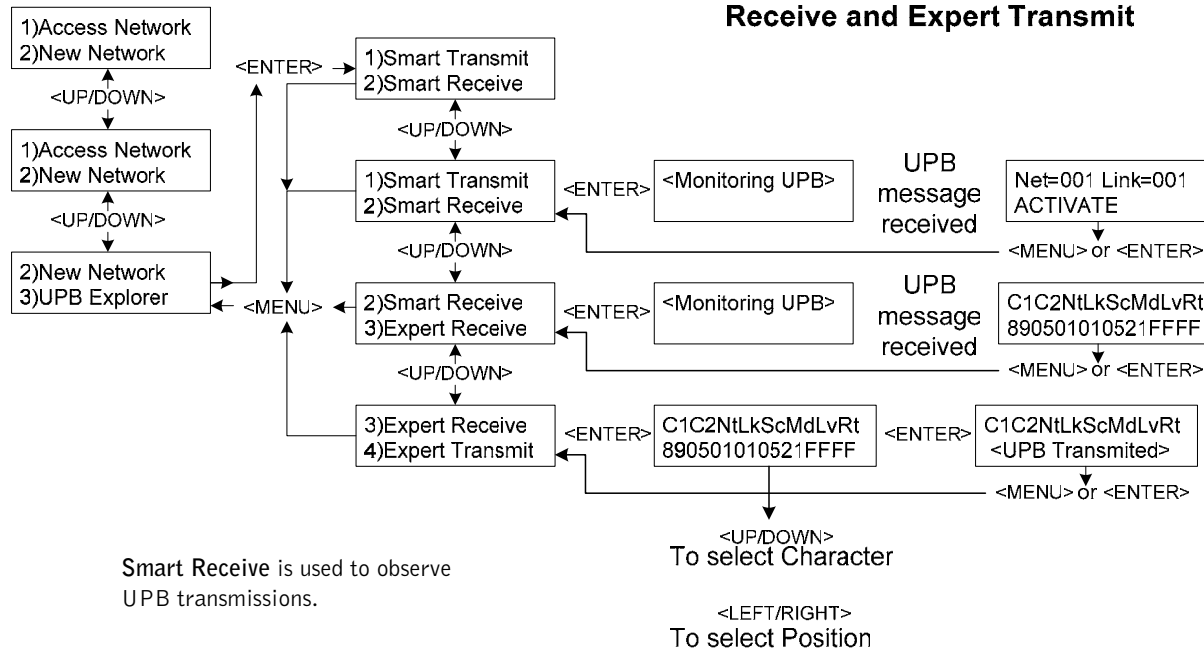 Receive and Expert Transmit
1)Access Network
2)New Network
<UP/DOWN>
1)Access Network
2)New Network
<UP/DOWN>
2)New Network
3)UPB Explorer
<ENTER>
<MENU>
1)Smart Transmit
2)Smart Receive
<UP/DOWN>
1)Smart Transmit
2)Smart Receive
<ENTER>
<Monitoring UPB>
UPB
message
received
Net=001 Link=001
ACTIVATE
<MENU> or <ENTER>
<UP/DOWN>
2)Smart Receive
3)Expert Receive
<ENTER>
<Monitoring UPB>
UPB
message
received
C1C2NtLkScMdLvRt
890501010521FFFF
<MENU> or <ENTER>
<UP/DOWN>
3)Expert Receive
4)Expert Transmit
<ENTER>
C1C2NtLkScMdLvRt
890501010521FFFF
<ENTER>
C1C2NtLkScMdLvRt
<UPB Transmited>
<MENU> or <ENTER>
<UP/DOWN>
To select Character
<LEFT/RIGHT>
To select Position
Smart Receive is used to observe
UPB transmissions.